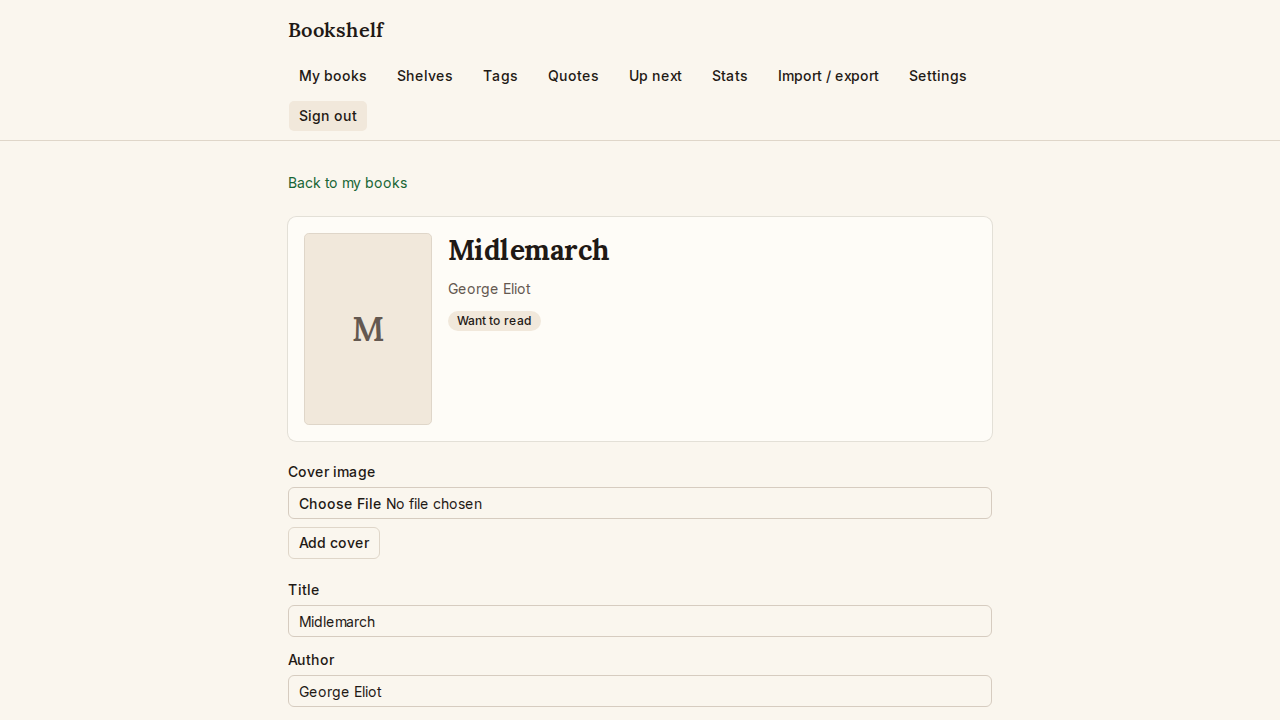 Bookshelf
My books Shelves Tags Quotes Up next Stats Import / export Settings
Sign out
Back to my books
M
Midlemarch
George Eliot
Want to read
Cover image
Choose File No file chosen
Add cover
Title
Midlemarch
Author
George Eliot